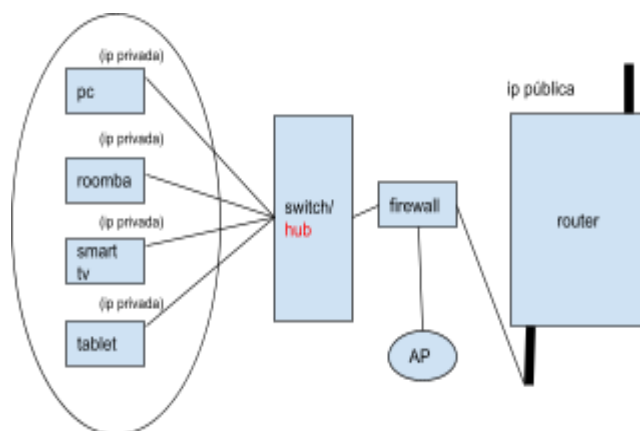 (ip privada)
pc
(ip privada)
roomba
(ip privada)
smart
tv
(ip privada)
tablet
switch/
hub
firewall
AP
ip pública
router